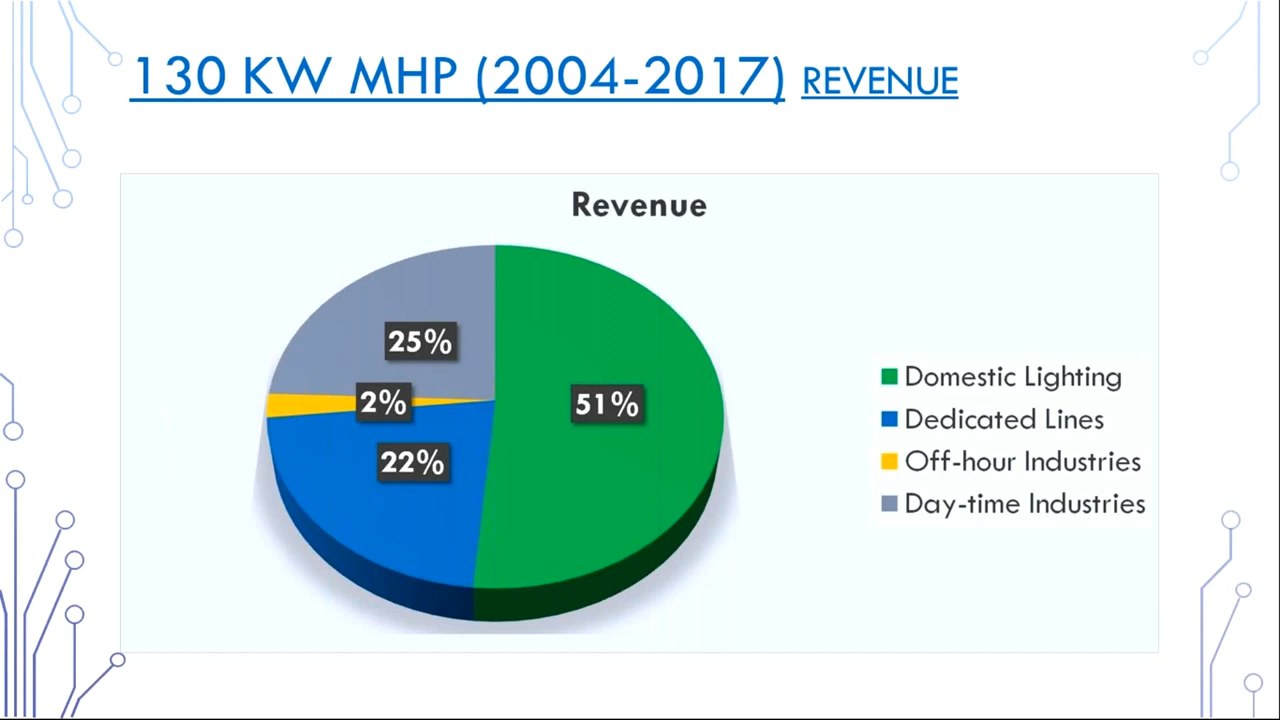 130 KW MHP (2004-2017) REVENUE
Revenue
25%
2%
51%
22%
Domestic Lighting
Dedicated Lines
Off-hour Industries
Day-time Industries